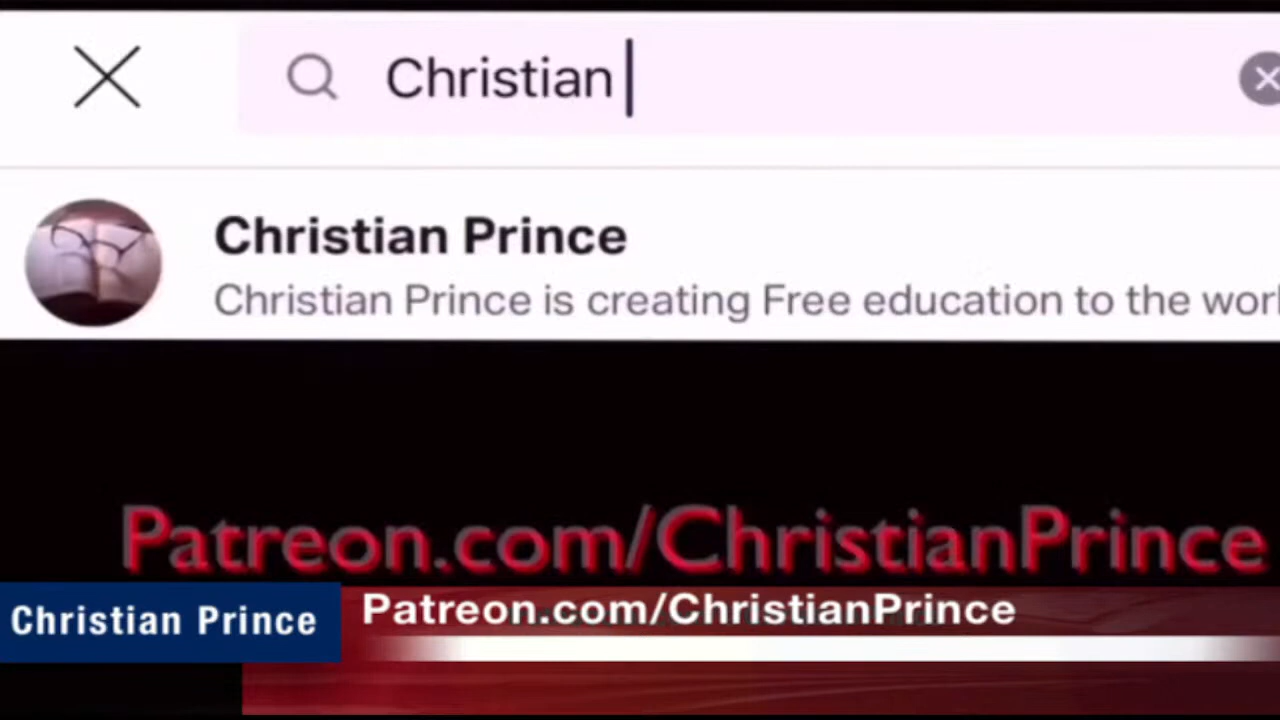 Christian
Christian Prince
Christian Prince is creating Free education to the
Patreon.com/ChristianPrince
Christian Prince
Patreon.com/ChristianPrince